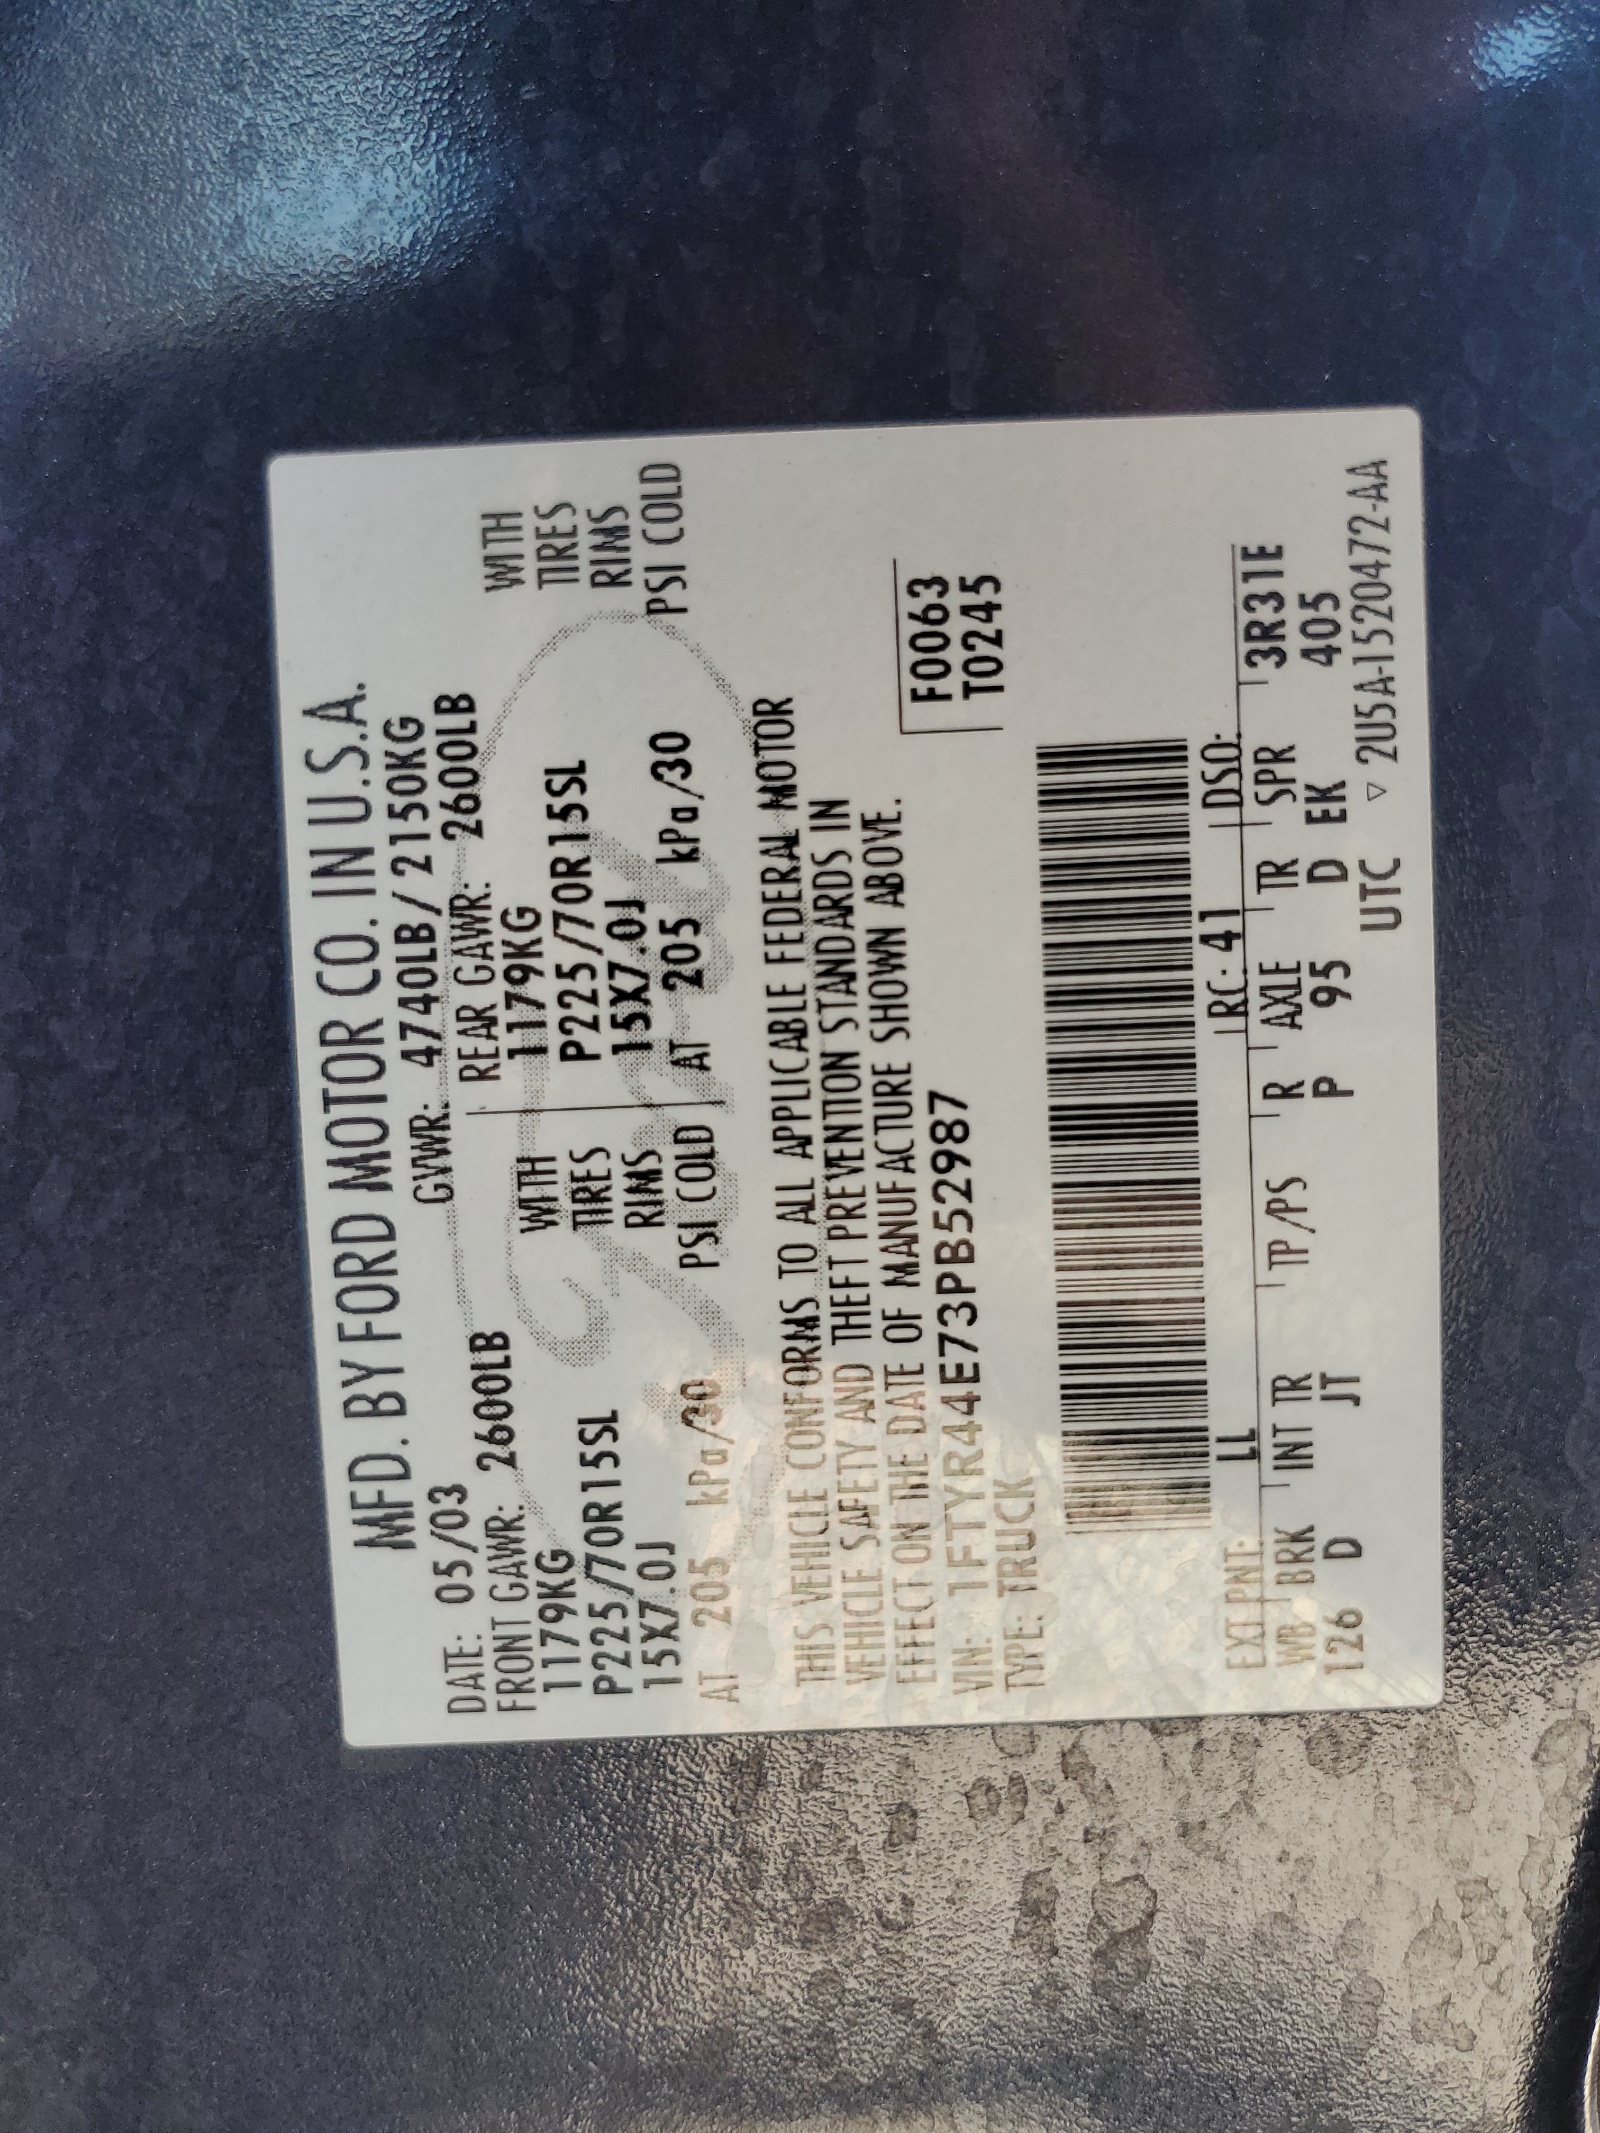 MFD. BY FORD MOTOR CO. IN U.S.A.
DATE: 05/03 GVWR: 4740LB/2150KG
FRONT GAWR: 2600LB REAR GAWR: 2600LB
1179KG WITH 1179KG WITH
P225/70R15SL TIRES P225/70R15SL TIRES
15X7.0J RIMS 15X7.0J RIMS
AT 205 kPa/30 PSI COLD AT 205 kPa/30 PSI COLD
THIS VEHICLE CONFORMS TO ALL APPLICABLE FEDERAL MOTOR
VEHICLE SAFETY AND THEFT PREVENTION STANDARDS IN
EFFECT ON THE DATE OF MANUFACTURE SHOWN ABOVE.
VIN: 1FTYR44E73PB52987 F0063
TYPE: TRUCK T0245
EXT PNT: LL RC: 41 DSO:
WB BRK INT TR TP/PS R AXLE TR SPR 3R31E
126 D JT P 95 D EK 405
UTC ▽ 2U5A-1520472-AA